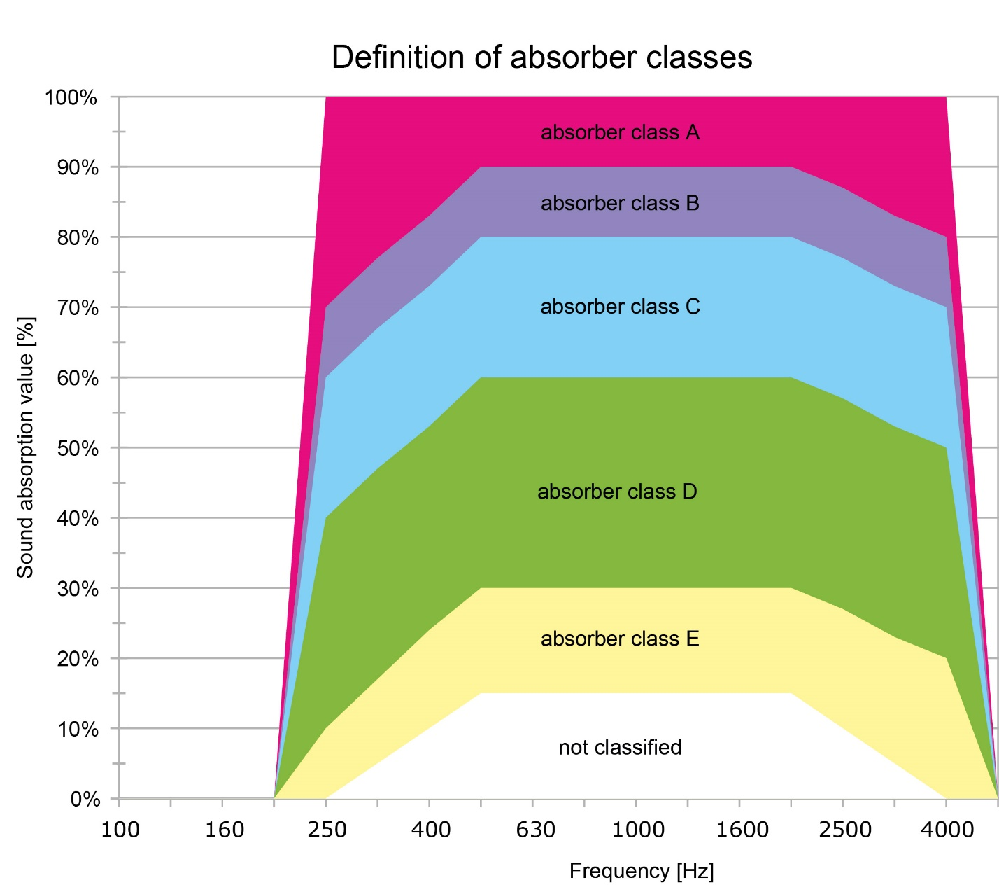 Definition of absorber classes
100%
90%
80%
70%
60%
50%
40%
30%
20%
10%
0%
Sound absorption value [%]
absorber class A
absorber class B
absorber class C
absorber class D
absorber class E
not classified
100 160 250 400 630 1000 1600 2500 4000
Frequency [Hz]